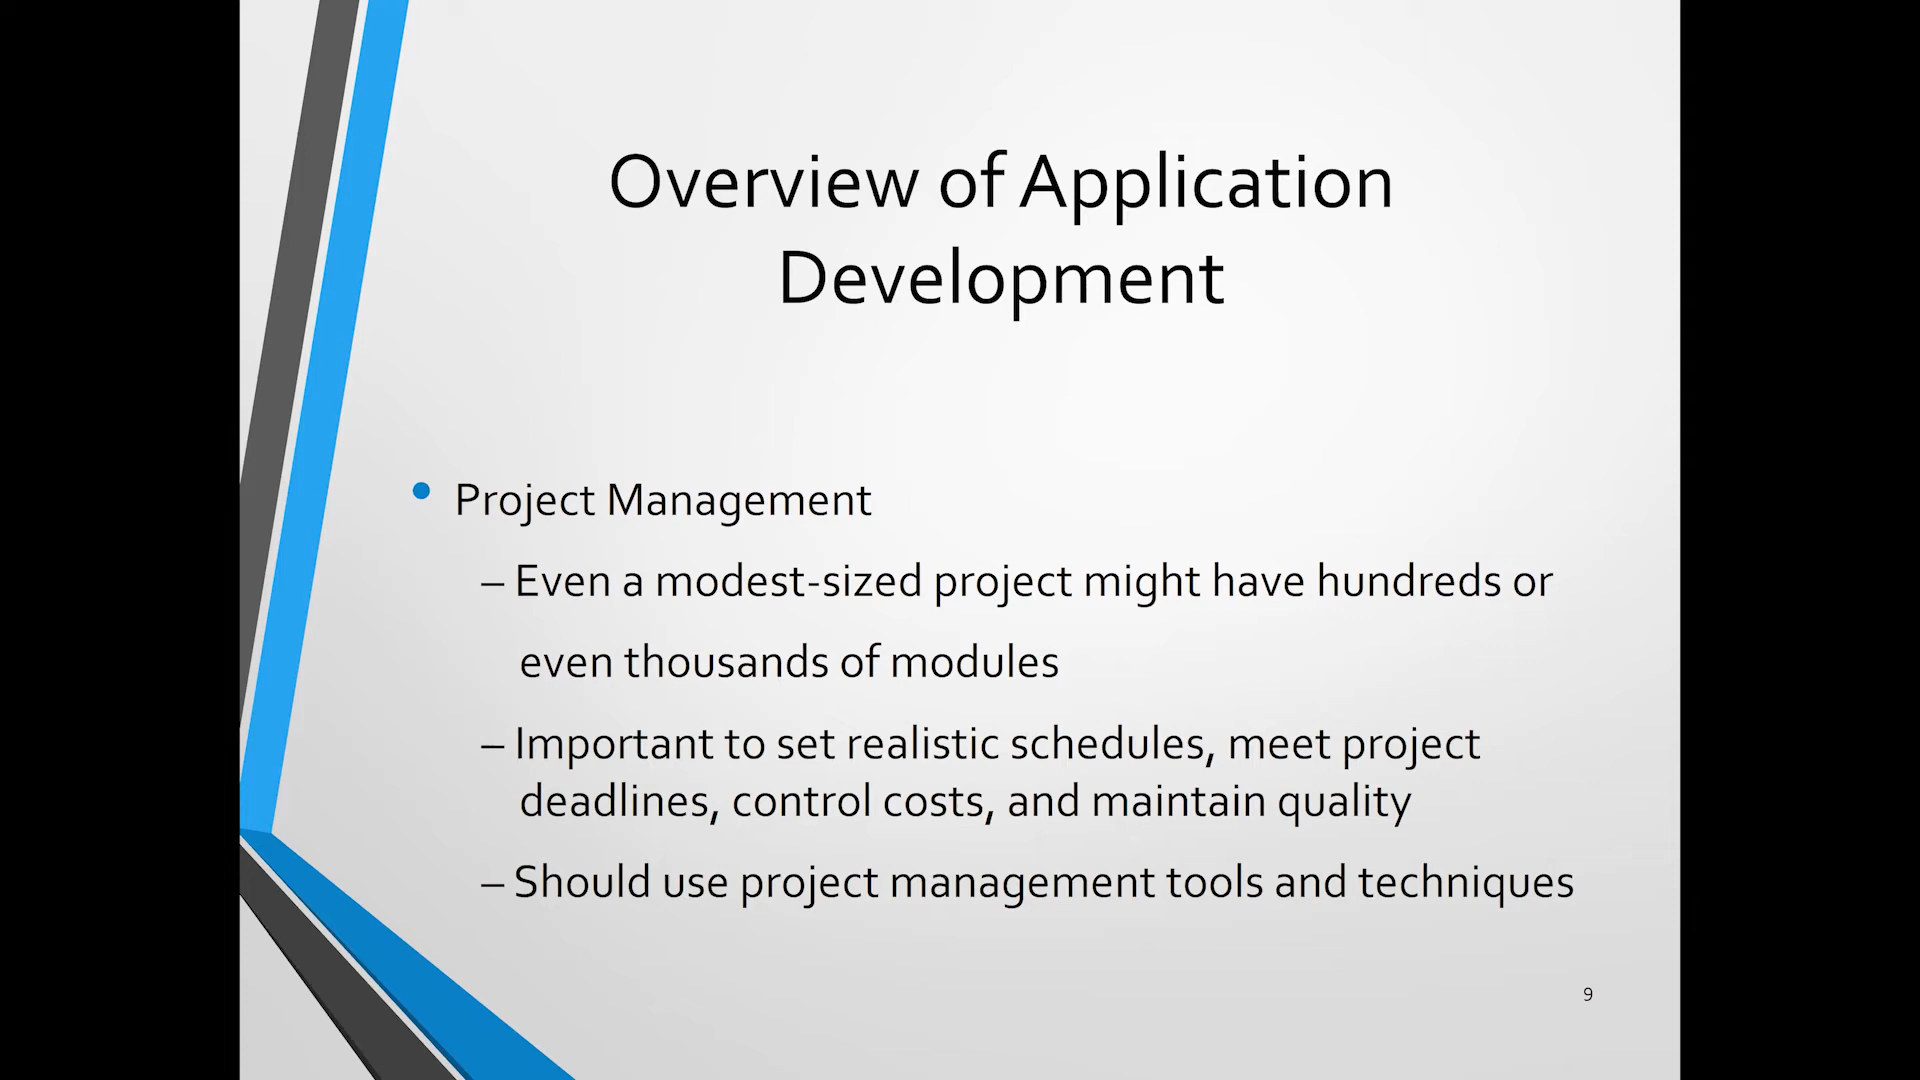 Overview of Application
Development
• Project Management
– Even a modest-sized project might have hundreds or
even thousands of modules
– Important to set realistic schedules, meet project
deadlines, control costs, and maintain quality
– Should use project management tools and techniques
9